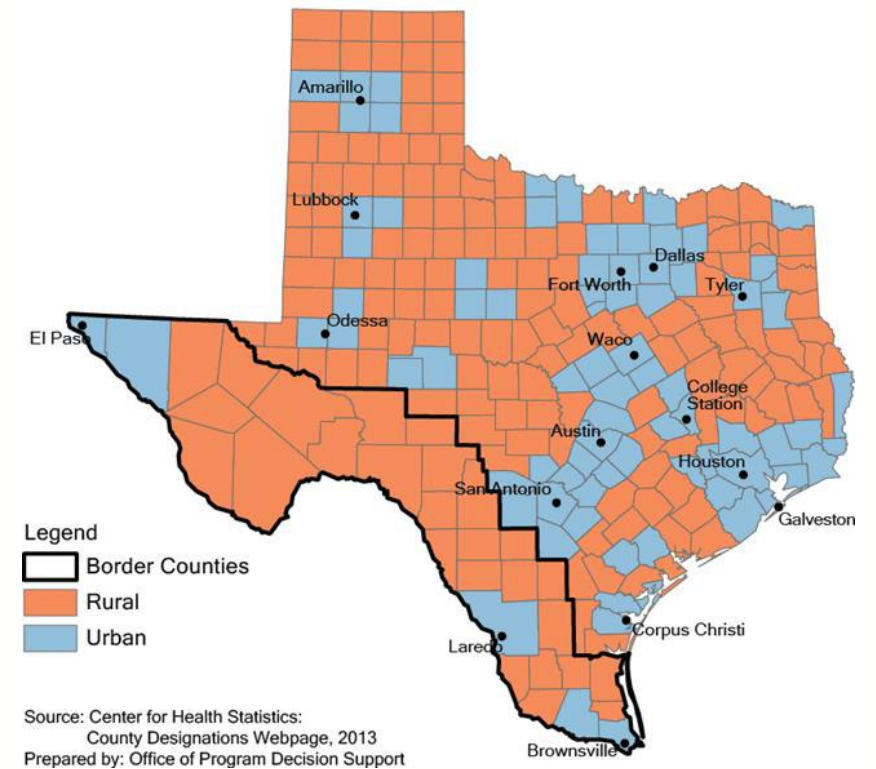 Amarillo
Lubbock
Dallas
Fort Worth
Tyler
Odessa
El Paso
Waco
College
Station
Austin
Houston
San Antonio
Galveston
Legend
Border Counties
Rural
Urban
Corpus Christi
Laredo
Source: Center for Health Statistics:
County Designations Webpage, 2013
Prepared by: Office of Program Decision Support
Brownsville